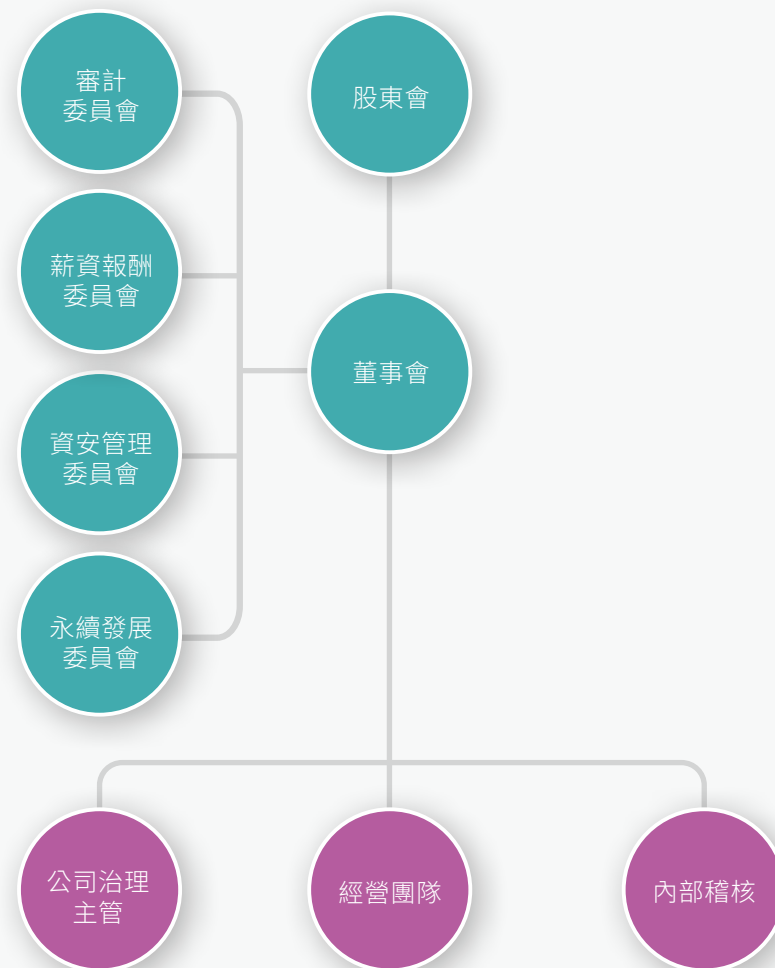 審計
委員會
股東會
薪資報酬
委員會
董事會
資安管理
委員會
永續發展
委員會
公司治理
主管
經營團隊
內部稽核